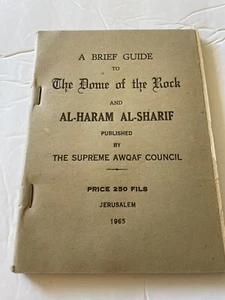 A BRIEF GUIDE
TO
The Dome of the Rock
AND
AL-HARAM AL-SHARIF
PUBLISHED
BY
THE SUPREME AWQAF COUNCIL
PRICE 250 FILS
JERUSALEM
1965